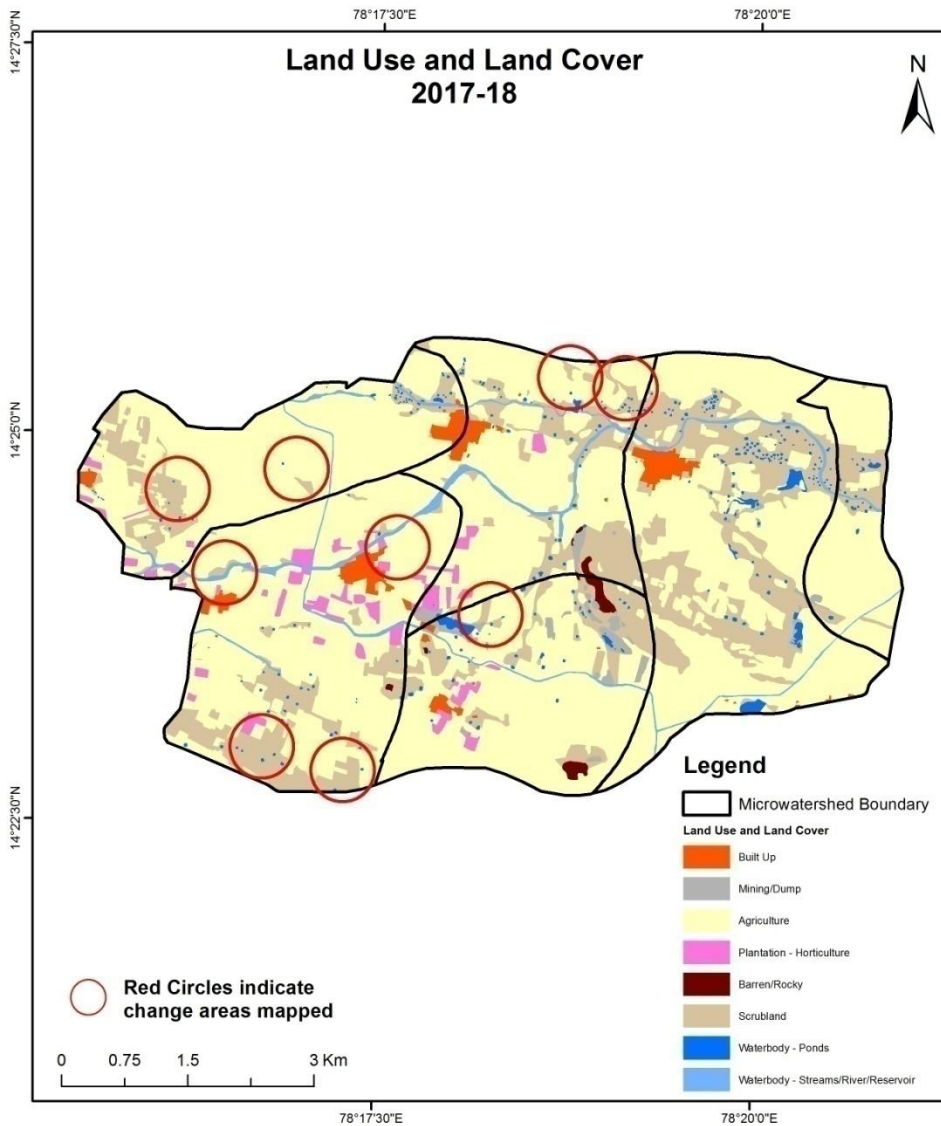 78°17'30"E
78°20'0"E
14°27'30"N
Land Use and Land Cover
2017-18
N
14°25'0"N
14°22'30"N
Legend
Microwatershed Boundary
Land Use and Land Cover
Built Up
Mining/Dump
Agriculture
Plantation - Horticulture
Barren/Rocky
Scrubland
Waterbody - Ponds
Waterbody - Streams/River/Reservoir
Red Circles indicate
change areas mapped
0 0.75 1.5 3 Km
78°17'30"E
78°20'0"E